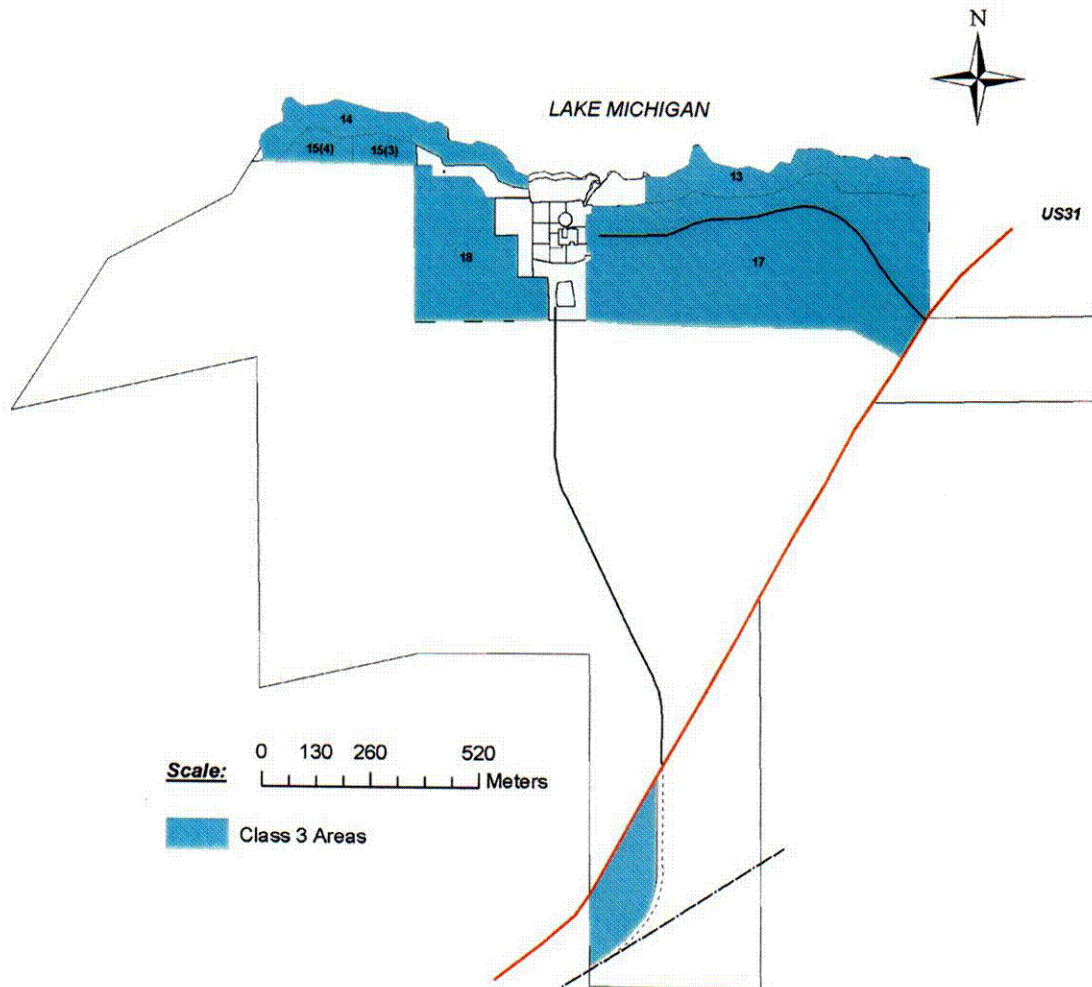 N
LAKE MICHIGAN
14
15(4) 15(3)
13
US31
18
17
0 130 260 520
Scale: Meters
Class 3 Areas